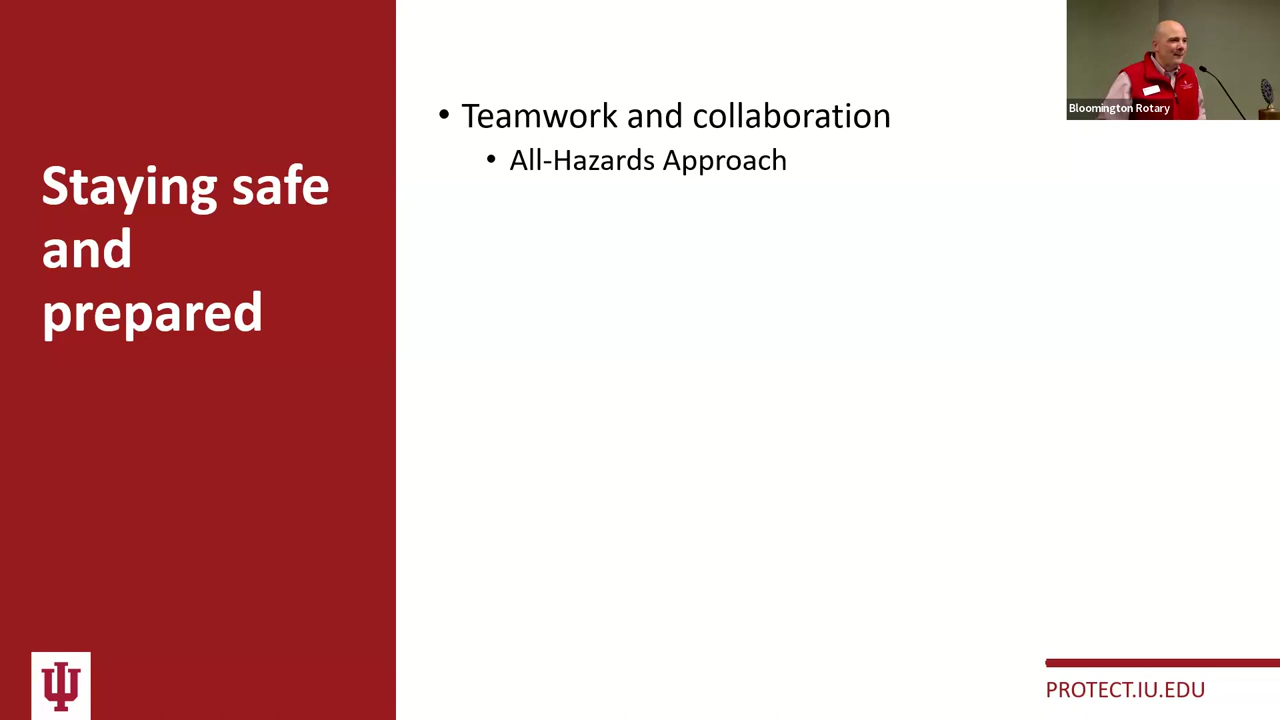 Staying safe
and
prepared
• Teamwork and collaboration
• All-Hazards Approach
Bloomington Rotary
PROTECT.IU.EDU